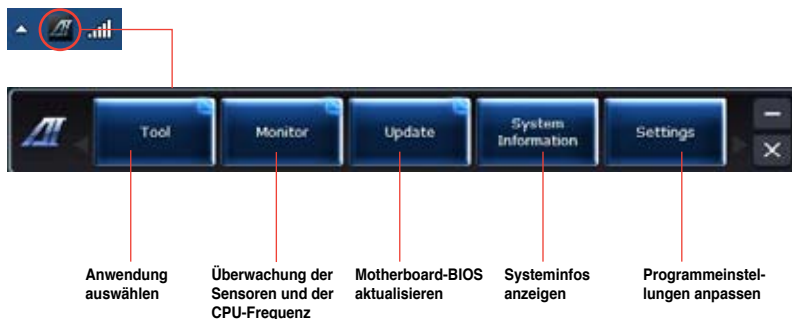 Tool
Monitor
Update
System
Information
Settings
Anwendung
auswählen
Überwachung der
Sensoren und der
CPU-Frequenz
Motherboard-BIOS
aktualisieren
Systeminfos
anzeigen
Programmeinstel-
lungen anpassen